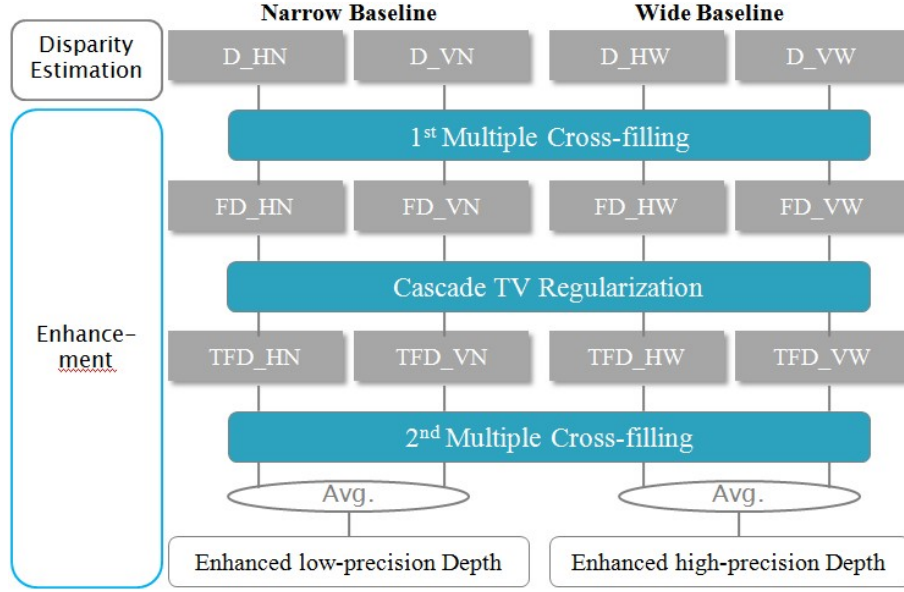 Narrow Baseline
Wide Baseline
Disparity
Estimation
D_HN
D_VN
D_HW
D_VW
1st Multiple Cross-filling
FD_HN
FD_VN
FD_HW
FD_VW
Cascade TV Regularization
Enhance-
ment
TFD_HN
TFD_VN
TFD_HW
TFD_VW
2nd Multiple Cross-filling
Avg.
Avg.
Enhanced low-precision Depth
Enhanced high-precision Depth